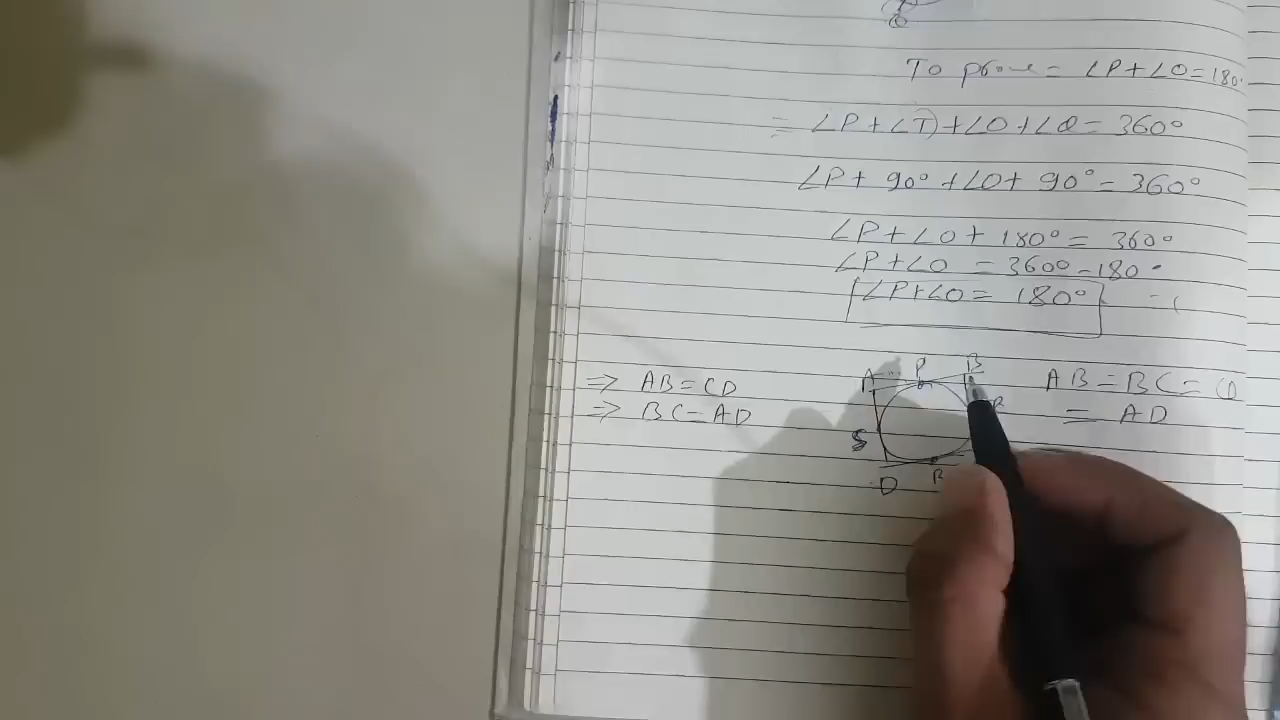 To prove = ∠P+∠O=180°
= ∠P+∠T+∠O+∠Q=360°
∠P+ 90° +∠O+ 90°=360°
∠P+∠O+ 180°= 360°
∠P+∠O = 360°-180°
∠P+∠O= 180°
A P B
⇒ AB=CD
⇒ BC=AD
AB=BC=CD
= AD
S
D R